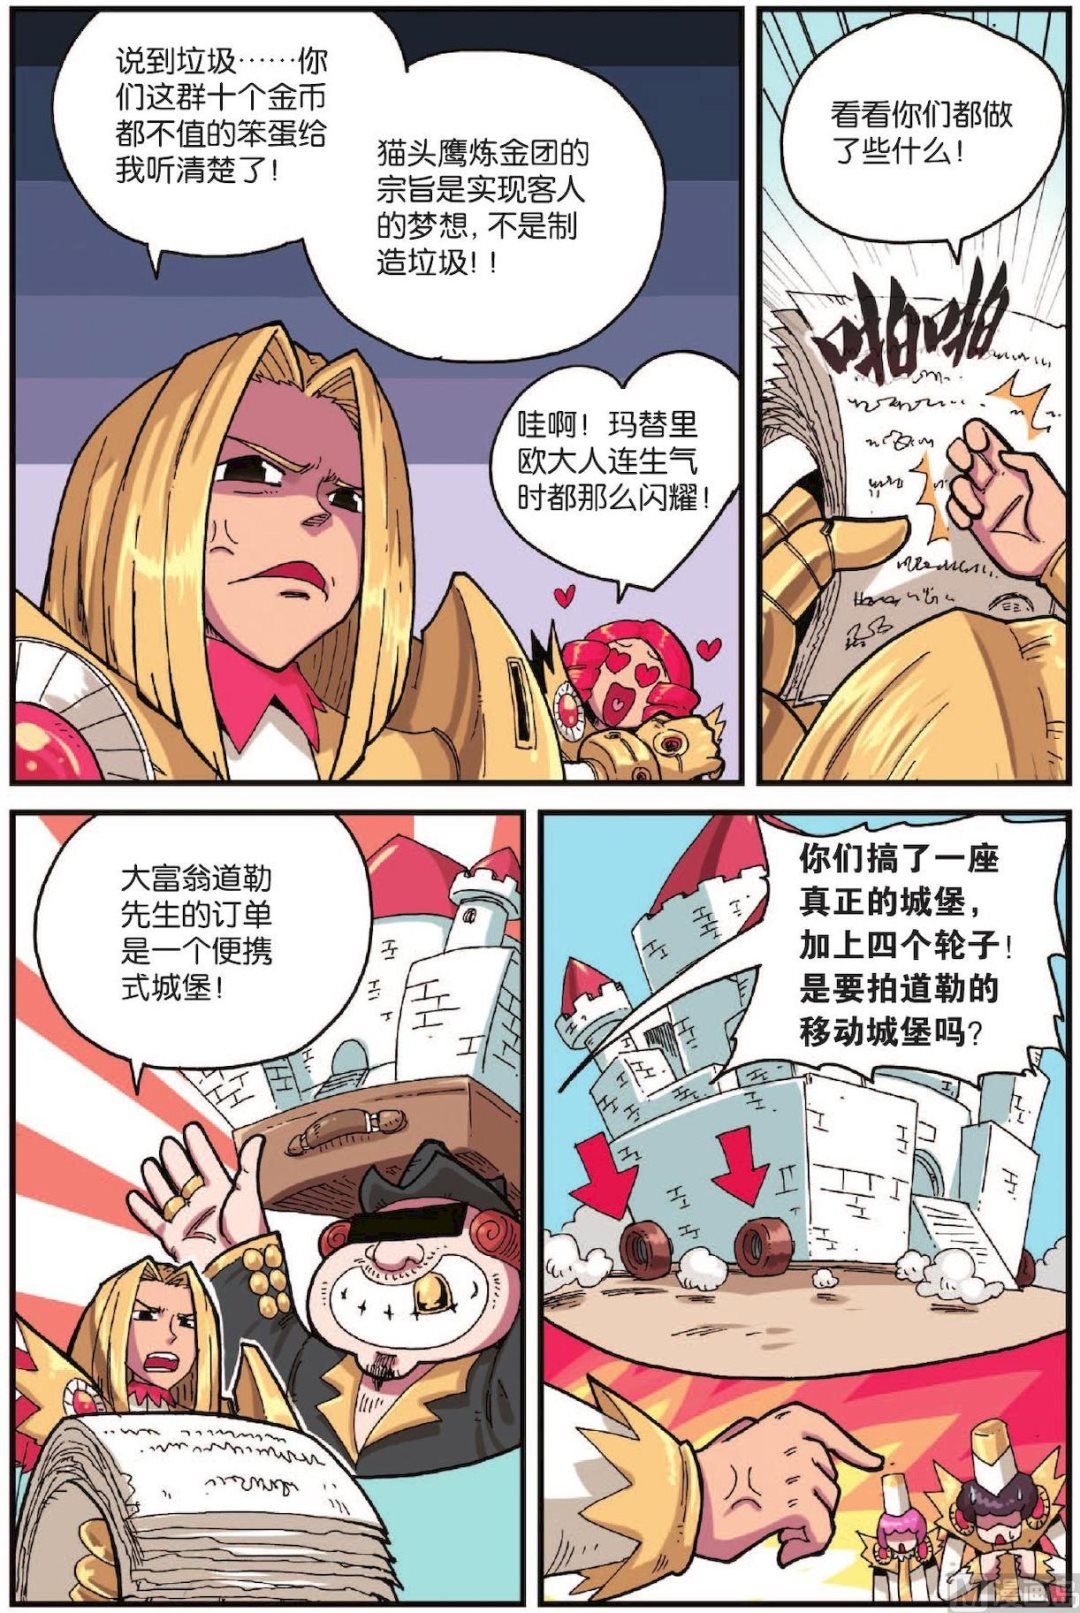 说到垃圾……你
们这群十个金币
都不值的笨蛋给
我听清楚了！
猫头鹰炼金团的
宗旨是实现客人
的梦想，不是制
造垃圾！！
哇啊！玛替里
欧大人连生气
时都那么闪耀！
看看你们都做
了些什么！
啪啪
大富翁道勒
先生的订单
是一个便携
式城堡！
你们搞了一座
真正的城堡，
加上四个轮子！
是要拍道勒的
移动城堡吗？
漫画岛